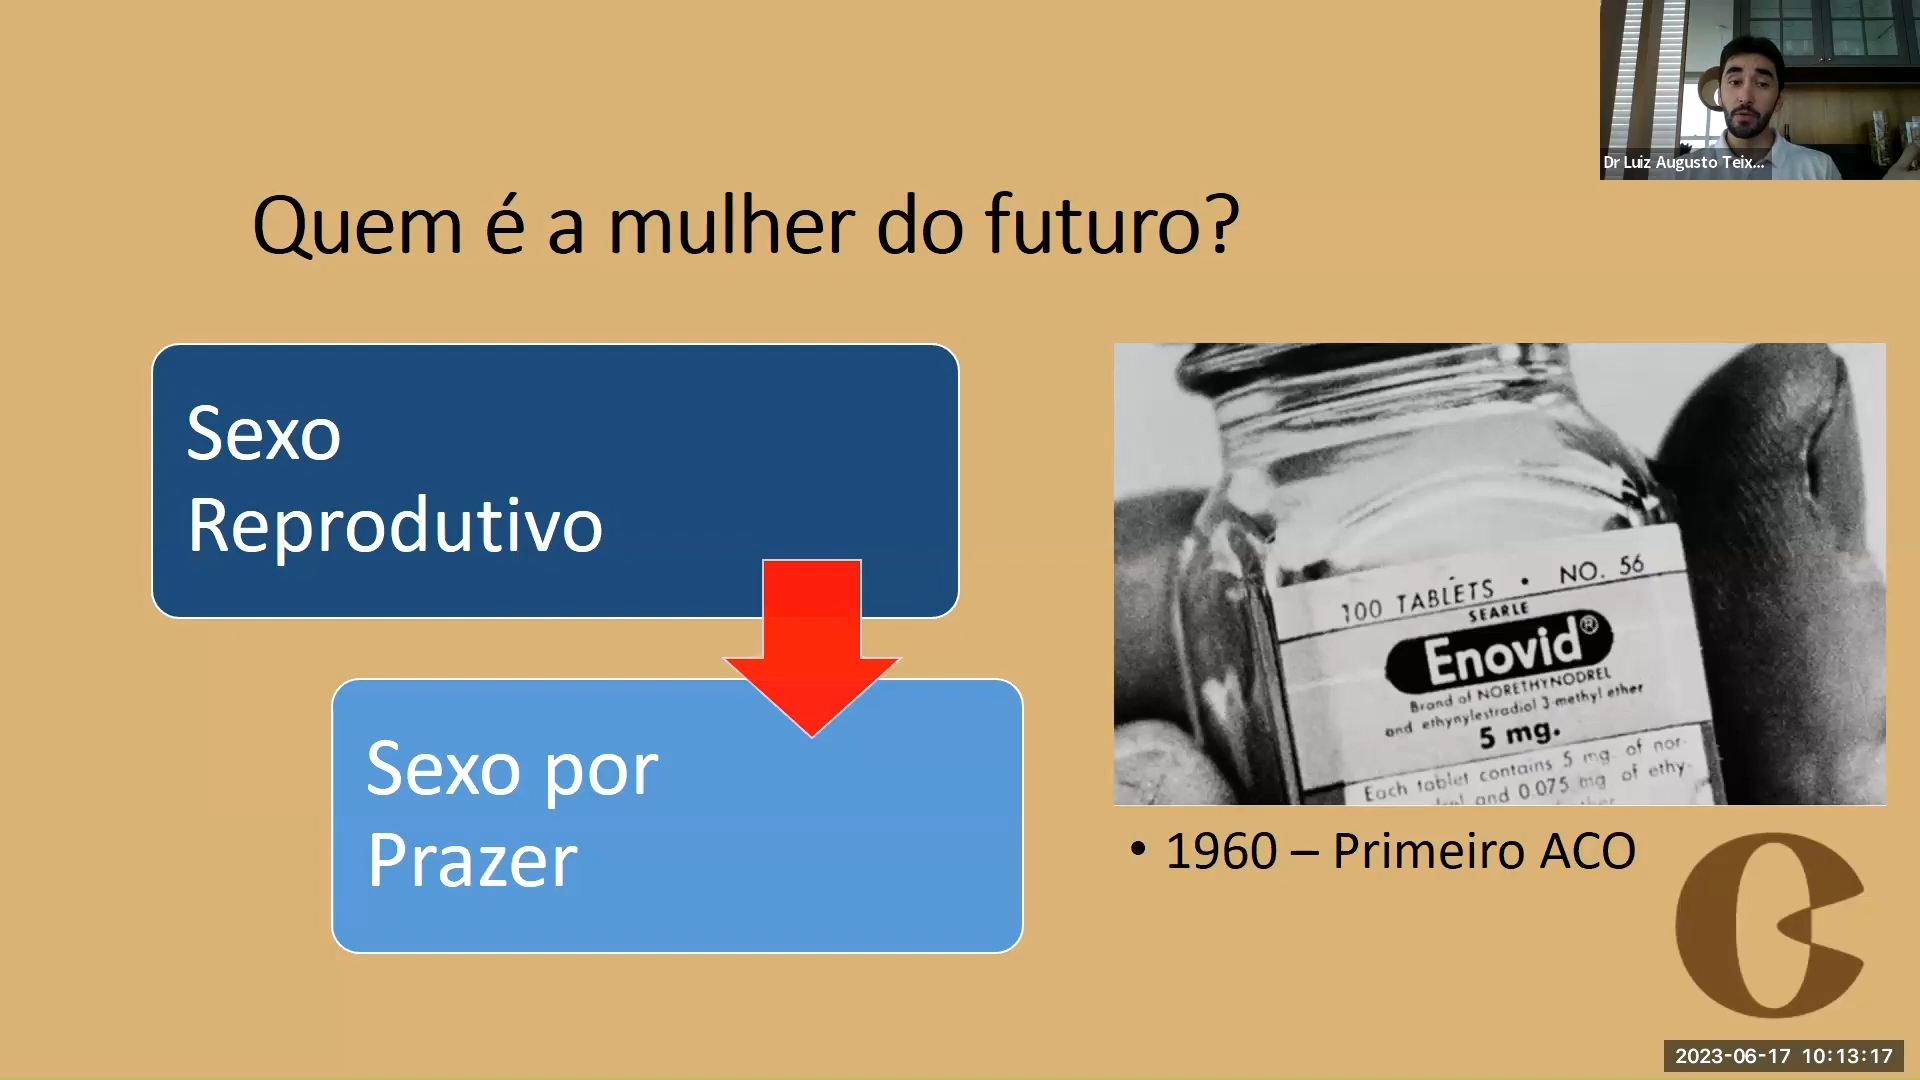 Dr Luiz Augusto Teix...
Quem é a mulher do futuro?
Sexo
Reprodutivo
Sexo por
Prazer
100 TABLETS • NO. 56
SEARLE
Enovid®
Brand of NORETHYNODREL
and ethynylestradiol 3-methyl ether
5 mg.
Each tablet contains 5 mg. of nor-
and 0.075 mg of ethy-
• 1960 – Primeiro ACO
2023-06-17 10:13:17